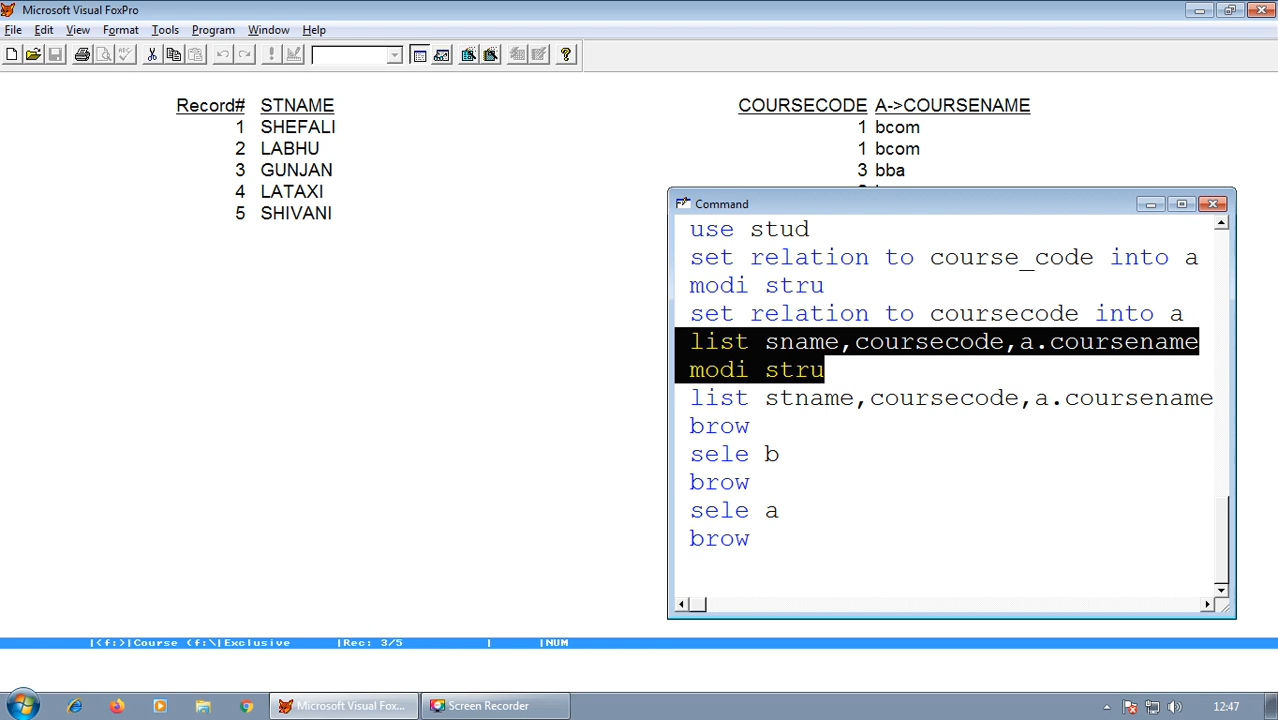 Microsoft Visual FoxPro
File Edit View Format Tools Program Window Help
Record# STNAME COURSECODE A->COURSENAME
1 SHEFALI 1 bcom
2 LABHU 1 bcom
3 GUNJAN 3 bba
4 LATAXI
5 SHIVANI
Command
use stud
set relation to course_code into a
modi stru
set relation to coursecode into a
list sname,coursecode,a.coursename
modi stru
list stname,coursecode,a.coursename
brow
sele b
brow
sele a
brow
|<f:>|Course (f:\|Exclusive |Rec: 3/5 | |NUM
Microsoft Visual Fox... Screen Recorder 12:47